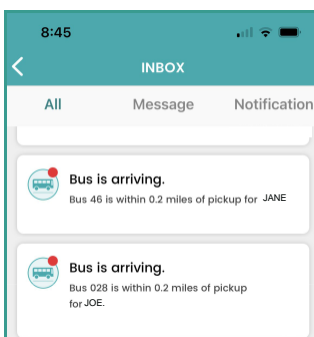 8:45
INBOX
All Message Notification
Bus is arriving.
Bus 46 is within 0.2 miles of pickup for JANE
Bus is arriving.
Bus 028 is within 0.2 miles of pickup
for JOE.